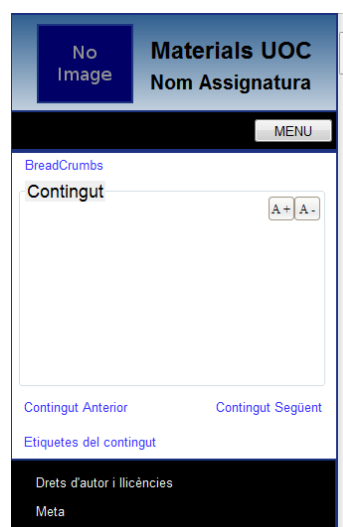 No
Image
Materials UOC
Nom Assignatura
MENU
BreadCrumbs
Contingut
A+ A-
Contingut Anterior
Contingut Següent
Etiquetes del contingut
Drets d'autor i llicències
Meta